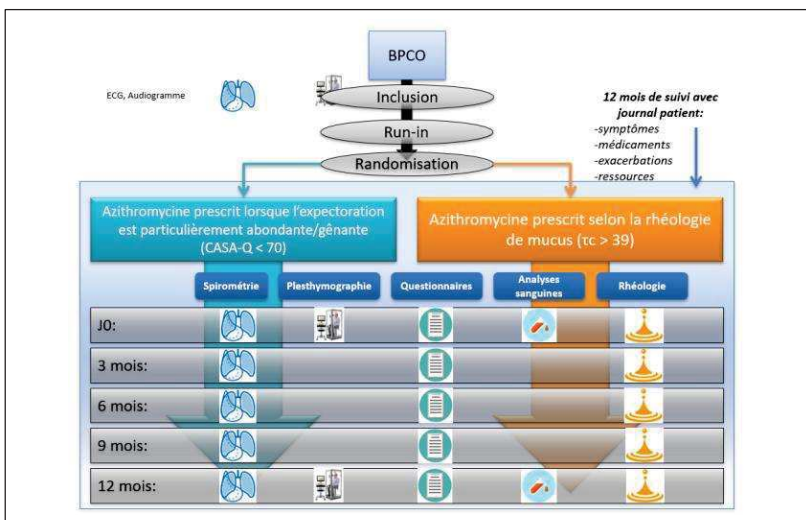 BPCO
ECG, Audiogramme
Inclusion
Run-in
Randomisation
12 mois de suivi avec
journal patient:
-symptômes
-médicaments
-exacerbations
-ressources
Azithromycine prescrit lorsque l'expectoration
est particulièrement abondante/gênante
(CASA-Q < 70)
Azithromycine prescrit selon la rhéologie
de mucus (τc > 39)
Spirométrie
Plesthymographie
Questionnaires
Analyses
sanguines
Rhéologie
J0:
3 mois:
6 mois:
9 mois:
12 mois: